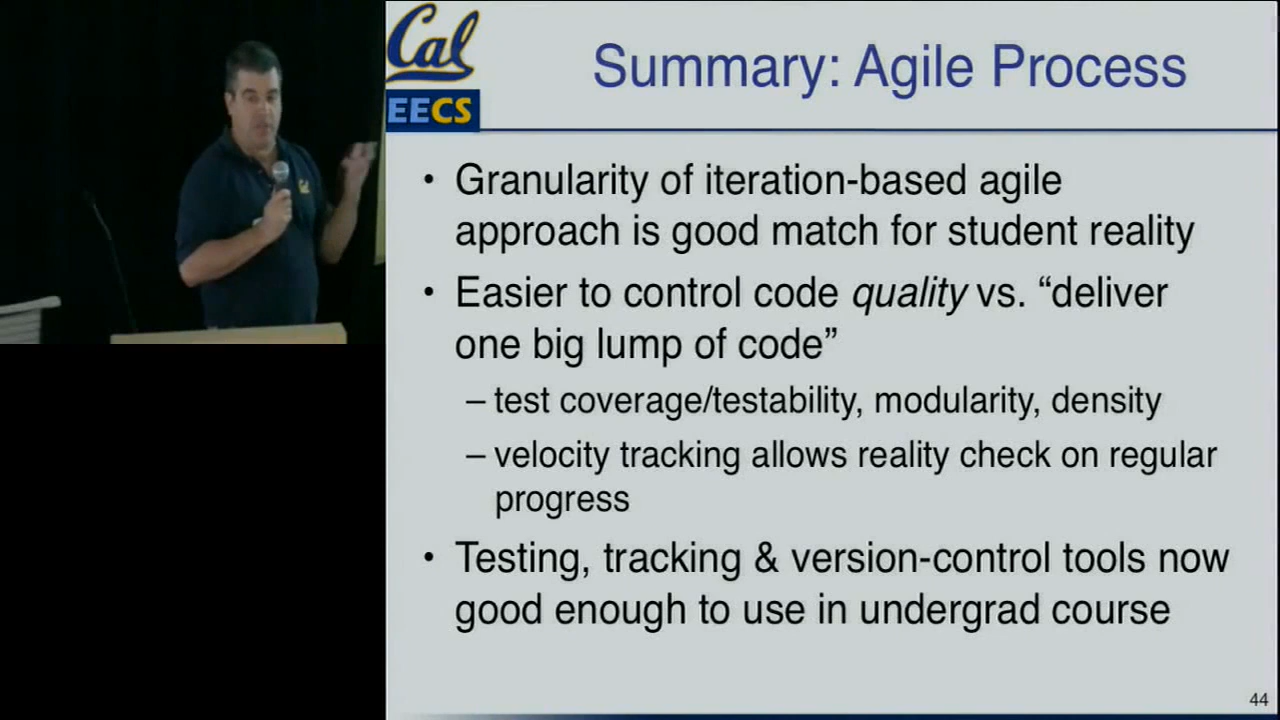 Cal
EECS
Summary: Agile Process
• Granularity of iteration-based agile
approach is good match for student reality
• Easier to control code quality vs. “deliver
one big lump of code”
– test coverage/testability, modularity, density
– velocity tracking allows reality check on regular
progress
• Testing, tracking & version-control tools now
good enough to use in undergrad course
44
Cal